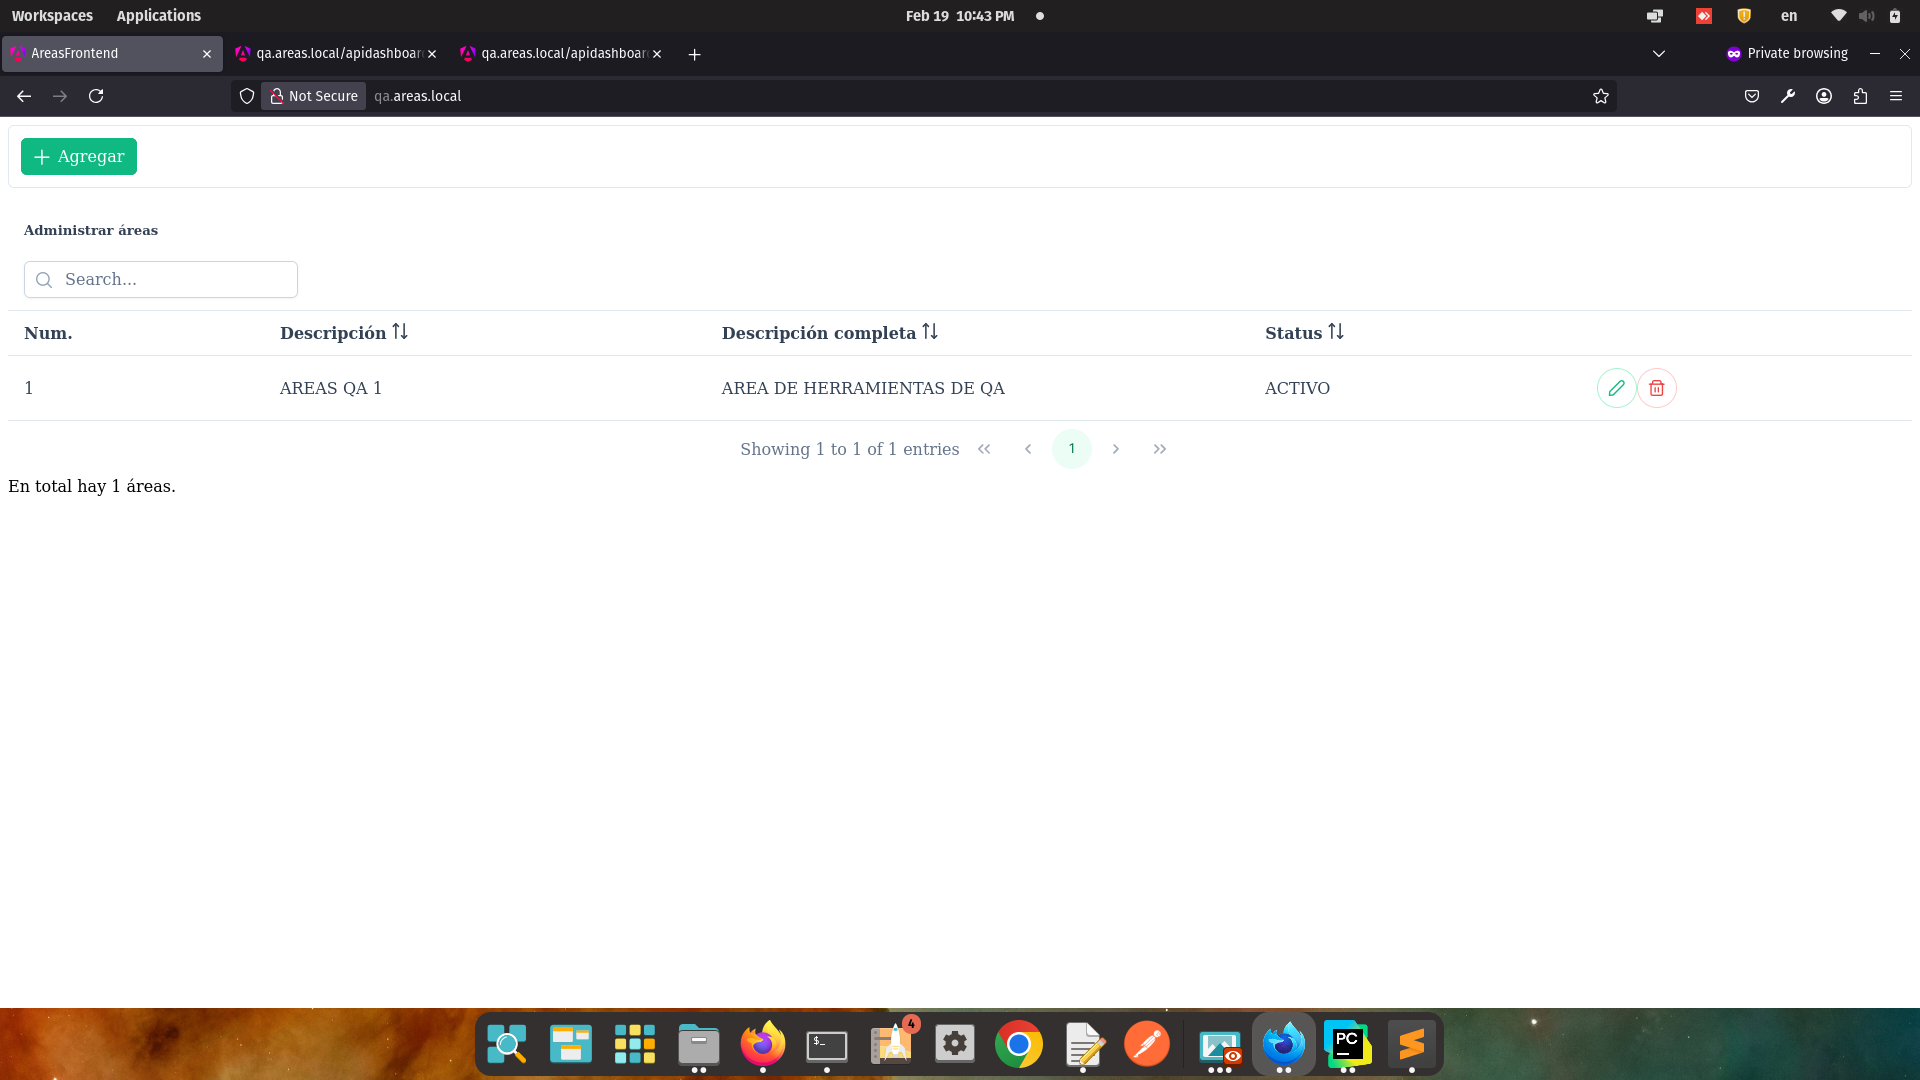 Workspaces Applications Feb 19 10:43 PM en
AreasFrontend qa.areas.local/apidashboar qa.areas.local/apidashboar Private browsing
Not Secure qa.areas.local
Agregar
Administrar áreas
Search...
Num. Descripción Descripción completa Status
1 AREAS QA 1 AREA DE HERRAMIENTAS DE QA ACTIVO
Showing 1 to 1 of 1 entries 1
En total hay 1 áreas.
4
$_
PC